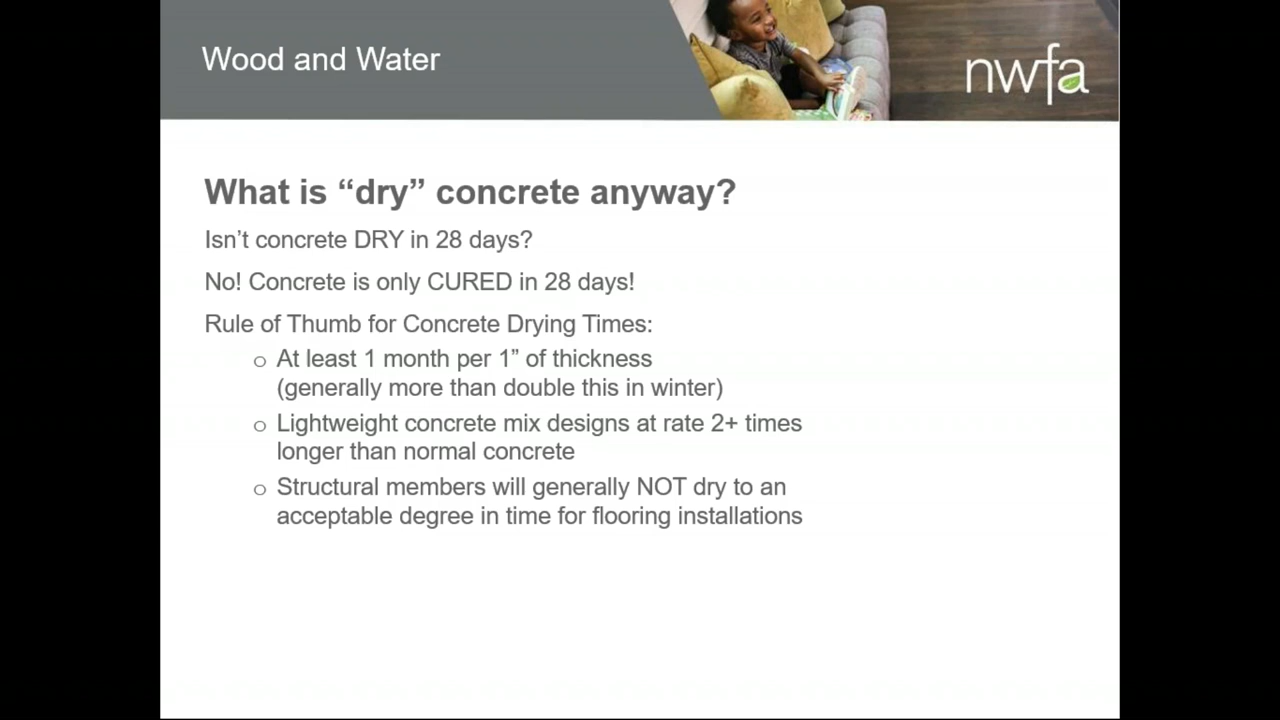 Wood and Water
nwfa
What is “dry” concrete anyway?
Isn’t concrete DRY in 28 days?
No! Concrete is only CURED in 28 days!
Rule of Thumb for Concrete Drying Times:
o At least 1 month per 1” of thickness
(generally more than double this in winter)
o Lightweight concrete mix designs at rate 2+ times
longer than normal concrete
o Structural members will generally NOT dry to an
acceptable degree in time for flooring installations